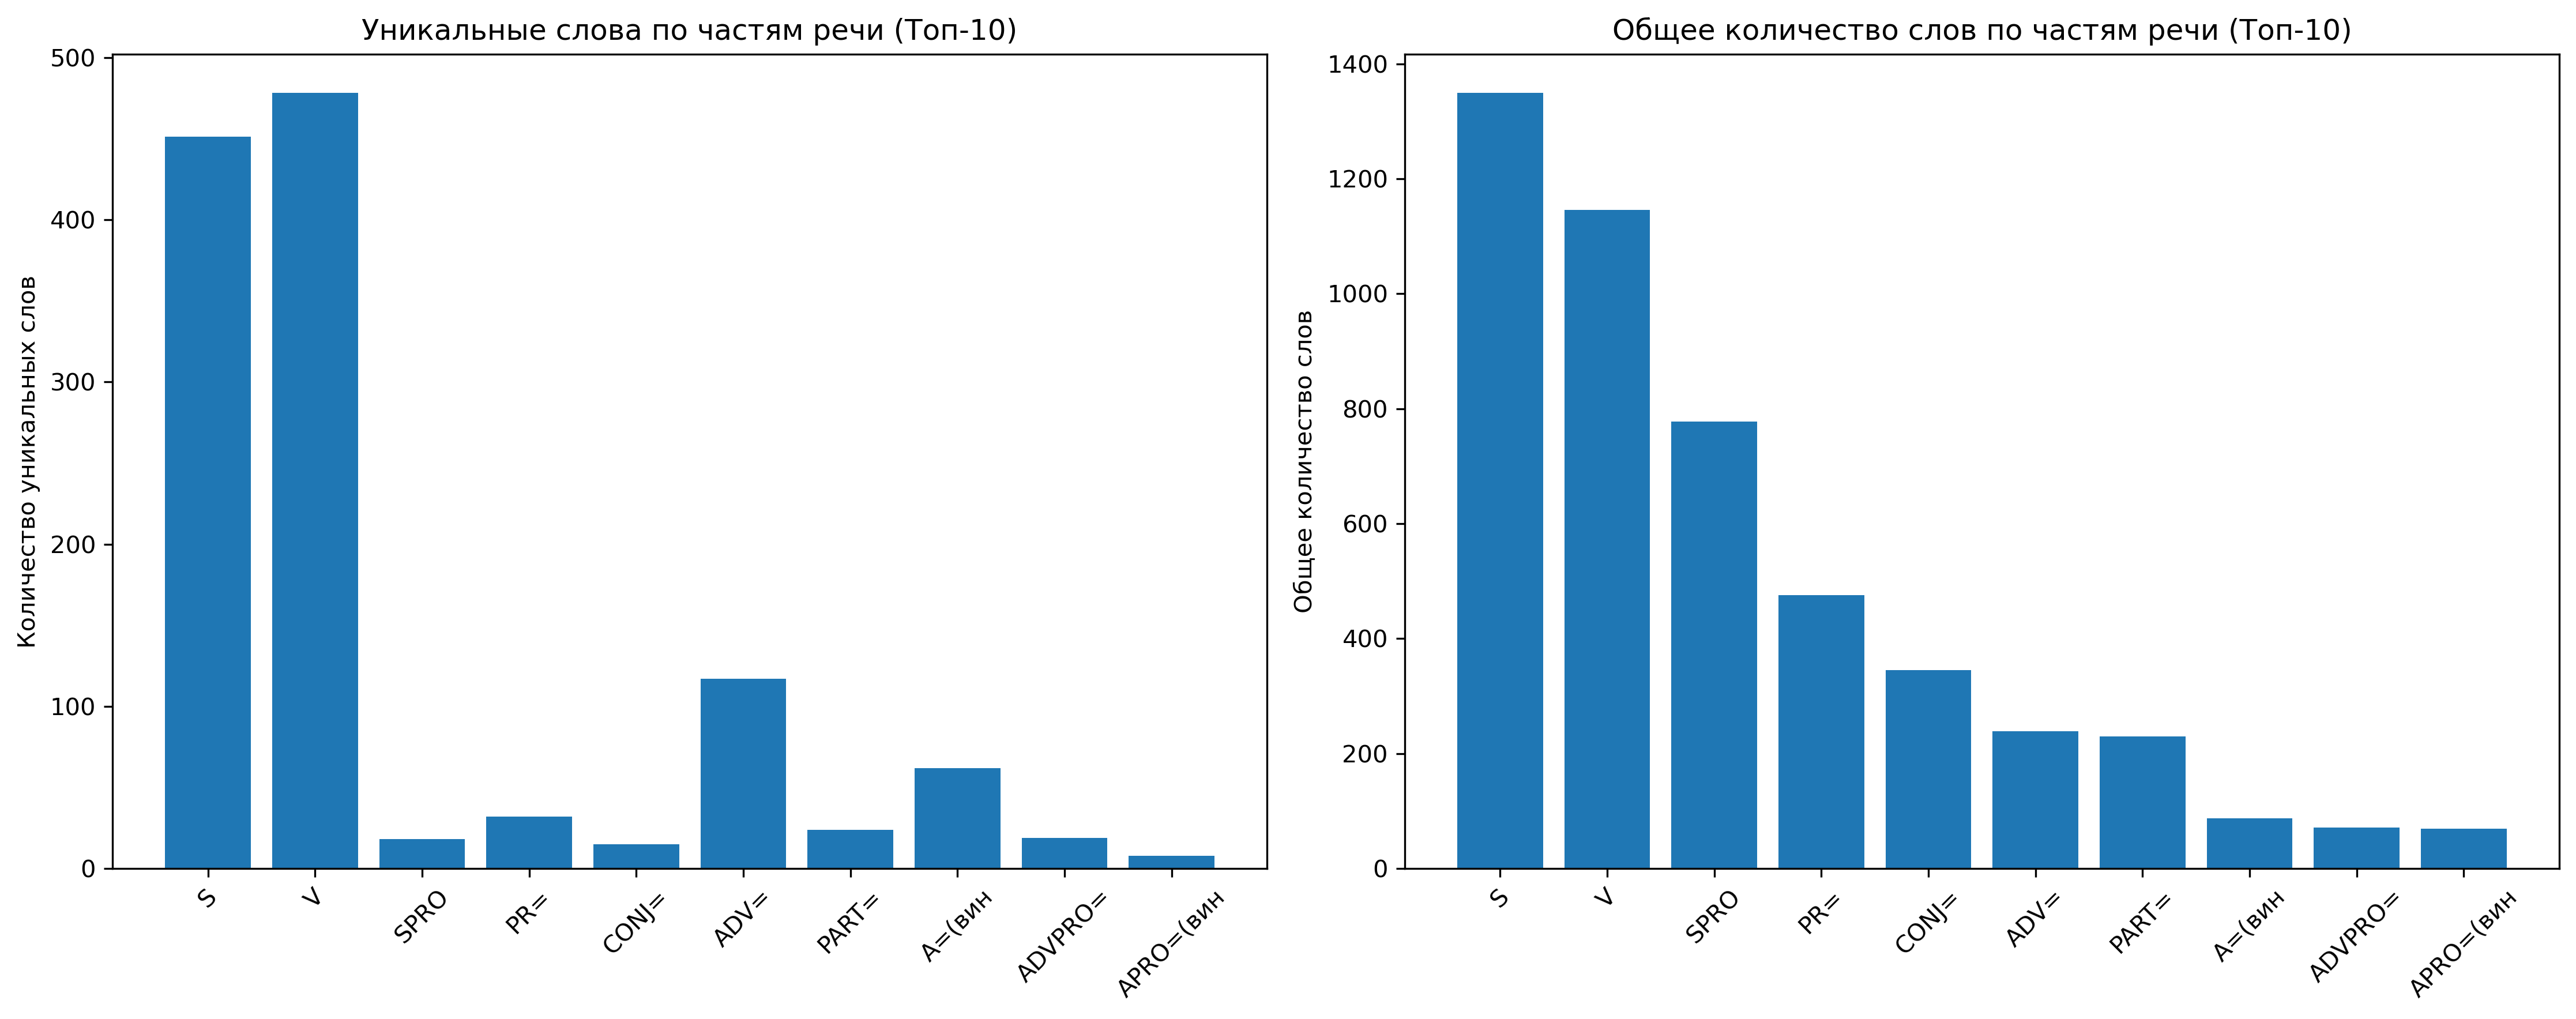 Уникальные слова по частям речи (Топ-10)
Количество уникальных слов
500
400
300
200
100
0
S
V
SPRO
PR=
CONJ=
ADV=
PART=
A=(вин
ADVPRO=
APRO=(вин
Общее количество слов по частям речи (Топ-10)
Общее количество слов
1400
1200
1000
800
600
400
200
0
S
V
SPRO
PR=
CONJ=
ADV=
PART=
A=(вин
ADVPRO=
APRO=(вин